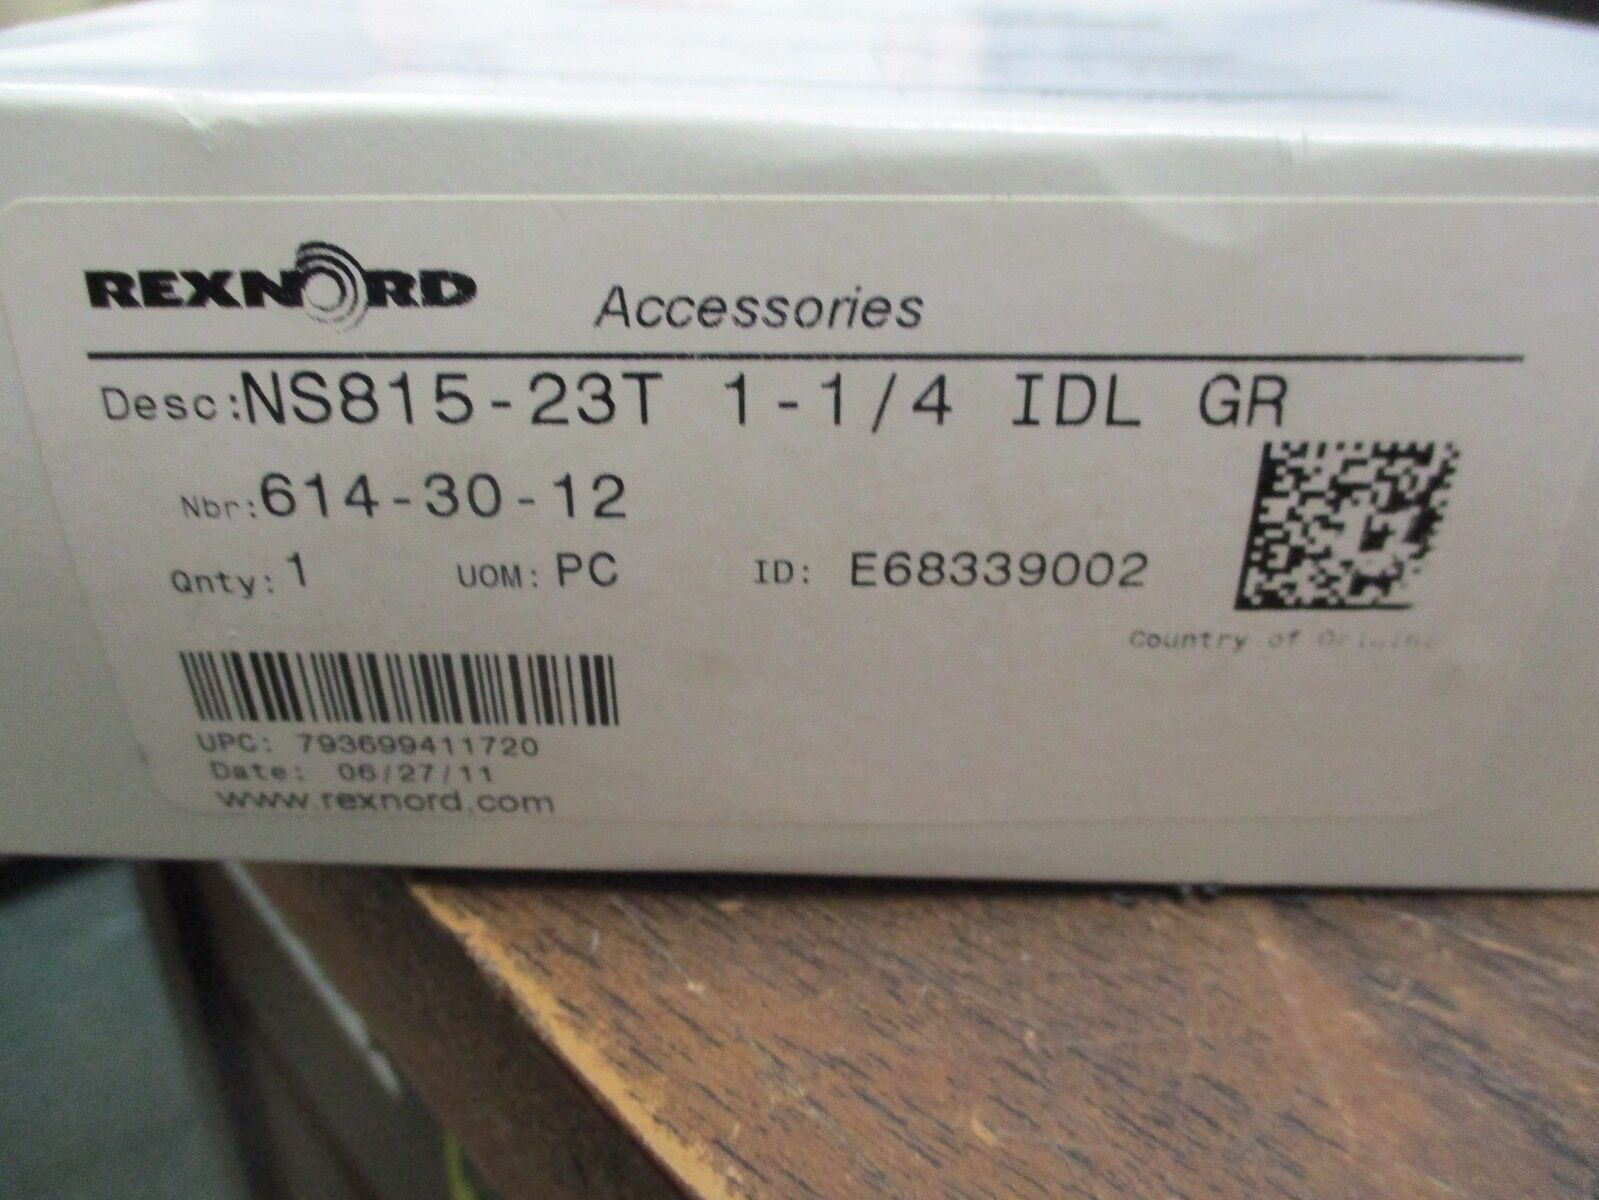 REXNORD Accessories
Desc:NS815-23T 1-1/4 IDL GR
Nbr:614-30-12
Qnty:1 UOM:PC ID: E68339002
Country of Origin:
UPC: 793699411720
Date: 06/27/11
www.rexnord.com